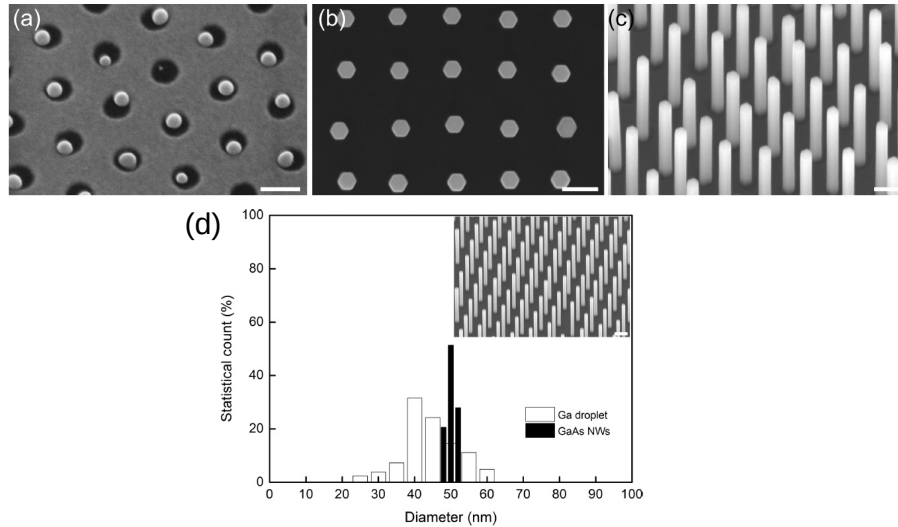 (a)
(b)
(c)
(d)
100
80
60
40
20
0
Statistical count (%)
Ga droplet
GaAs NWs
0 10 20 30 40 50 60 70 80 90 100
Diameter (nm)